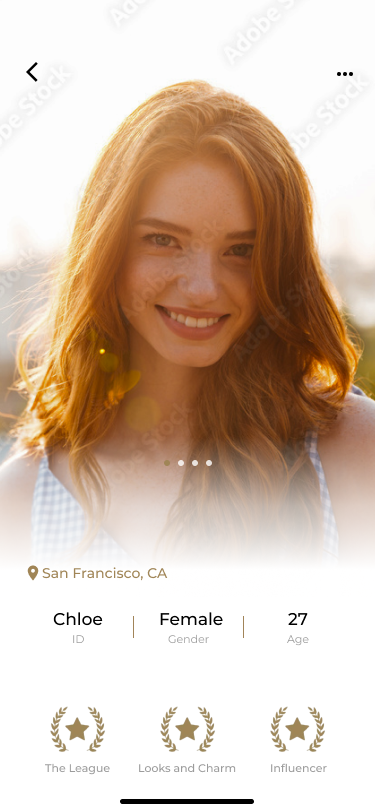 Adobe Stock
San Francisco, CA
Chloe
Female
27
ID
Gender
Age
The League
Looks and Charm
Influencer